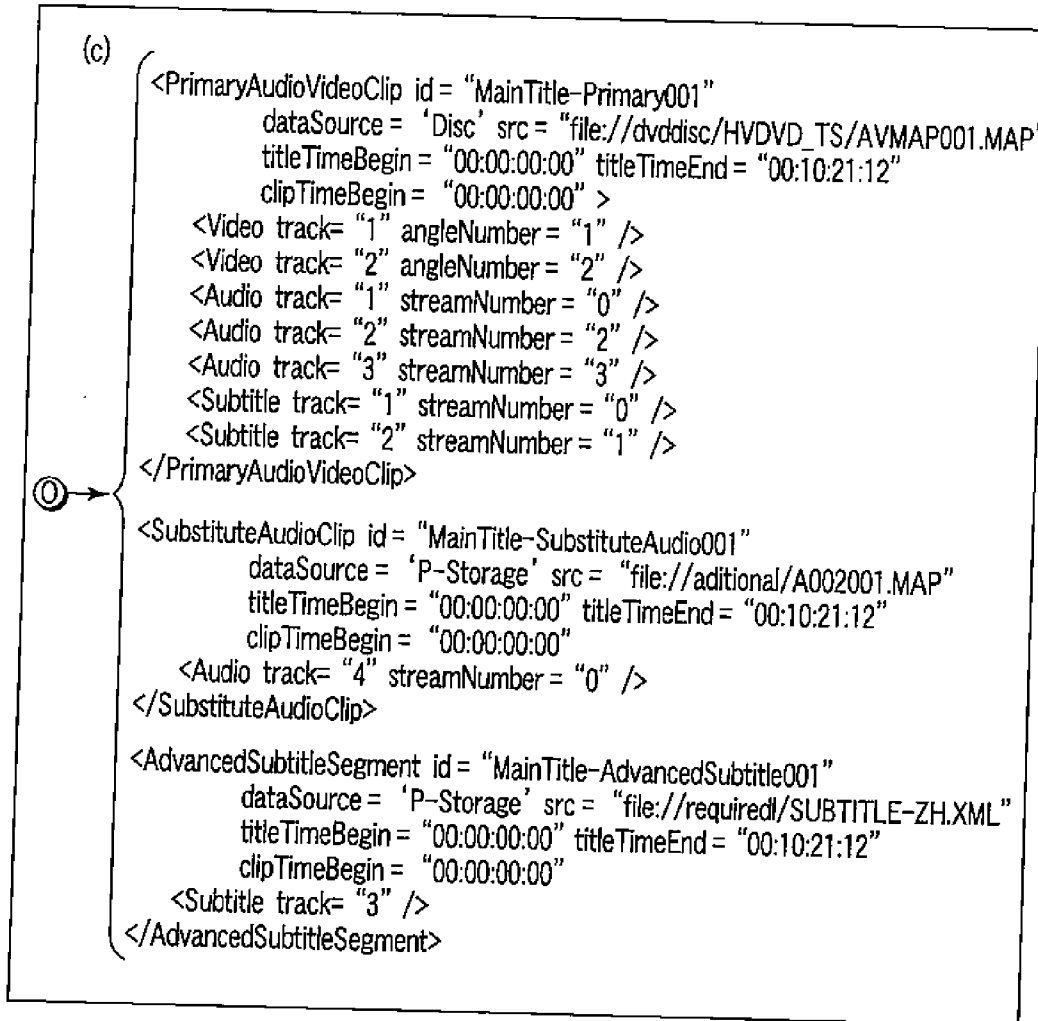 (c)
<PrimaryAudioVideoClip id = “MainTitle-Primary001”
dataSource = ‘Disc’ src = “file://dvddisc/HVDVD_TS/AVMAP001.MAP”
titleTimeBegin = “00:00:00:00” titleTimeEnd = “00:10:21:12”
clipTimeBegin = “00:00:00:00” >
<Video track= “1” angleNumber = “1” />
<Video track= “2” angleNumber = “2” />
<Audio track= “1” streamNumber = “0” />
<Audio track= “2” streamNumber = “2” />
<Audio track= “3” streamNumber = “3” />
<Subtitle track= “1” streamNumber = “0” />
<Subtitle track= “2” streamNumber = “1” />
</PrimaryAudioVideoClip>
O
<SubstituteAudioClip id = “MainTitle-SubstituteAudio001”
dataSource = ‘P-Storage’ src = “file://aditional/A002001.MAP”
titleTimeBegin = “00:00:00:00” titleTimeEnd = “00:10:21:12”
clipTimeBegin = “00:00:00:00”
<Audio track= “4” streamNumber = “0” />
</SubstituteAudioClip>
<AdvancedSubtitleSegment id = “MainTitle-AdvancedSubtitle001”
dataSource = ‘P-Storage’ src = “file://requiredl/SUBTITLE-ZH.XML”
titleTimeBegin = “00:00:00:00” titleTimeEnd = “00:10:21:12”
clipTimeBegin = “00:00:00:00”
<Subtitle track= “3” />
</AdvancedSubtitleSegment>